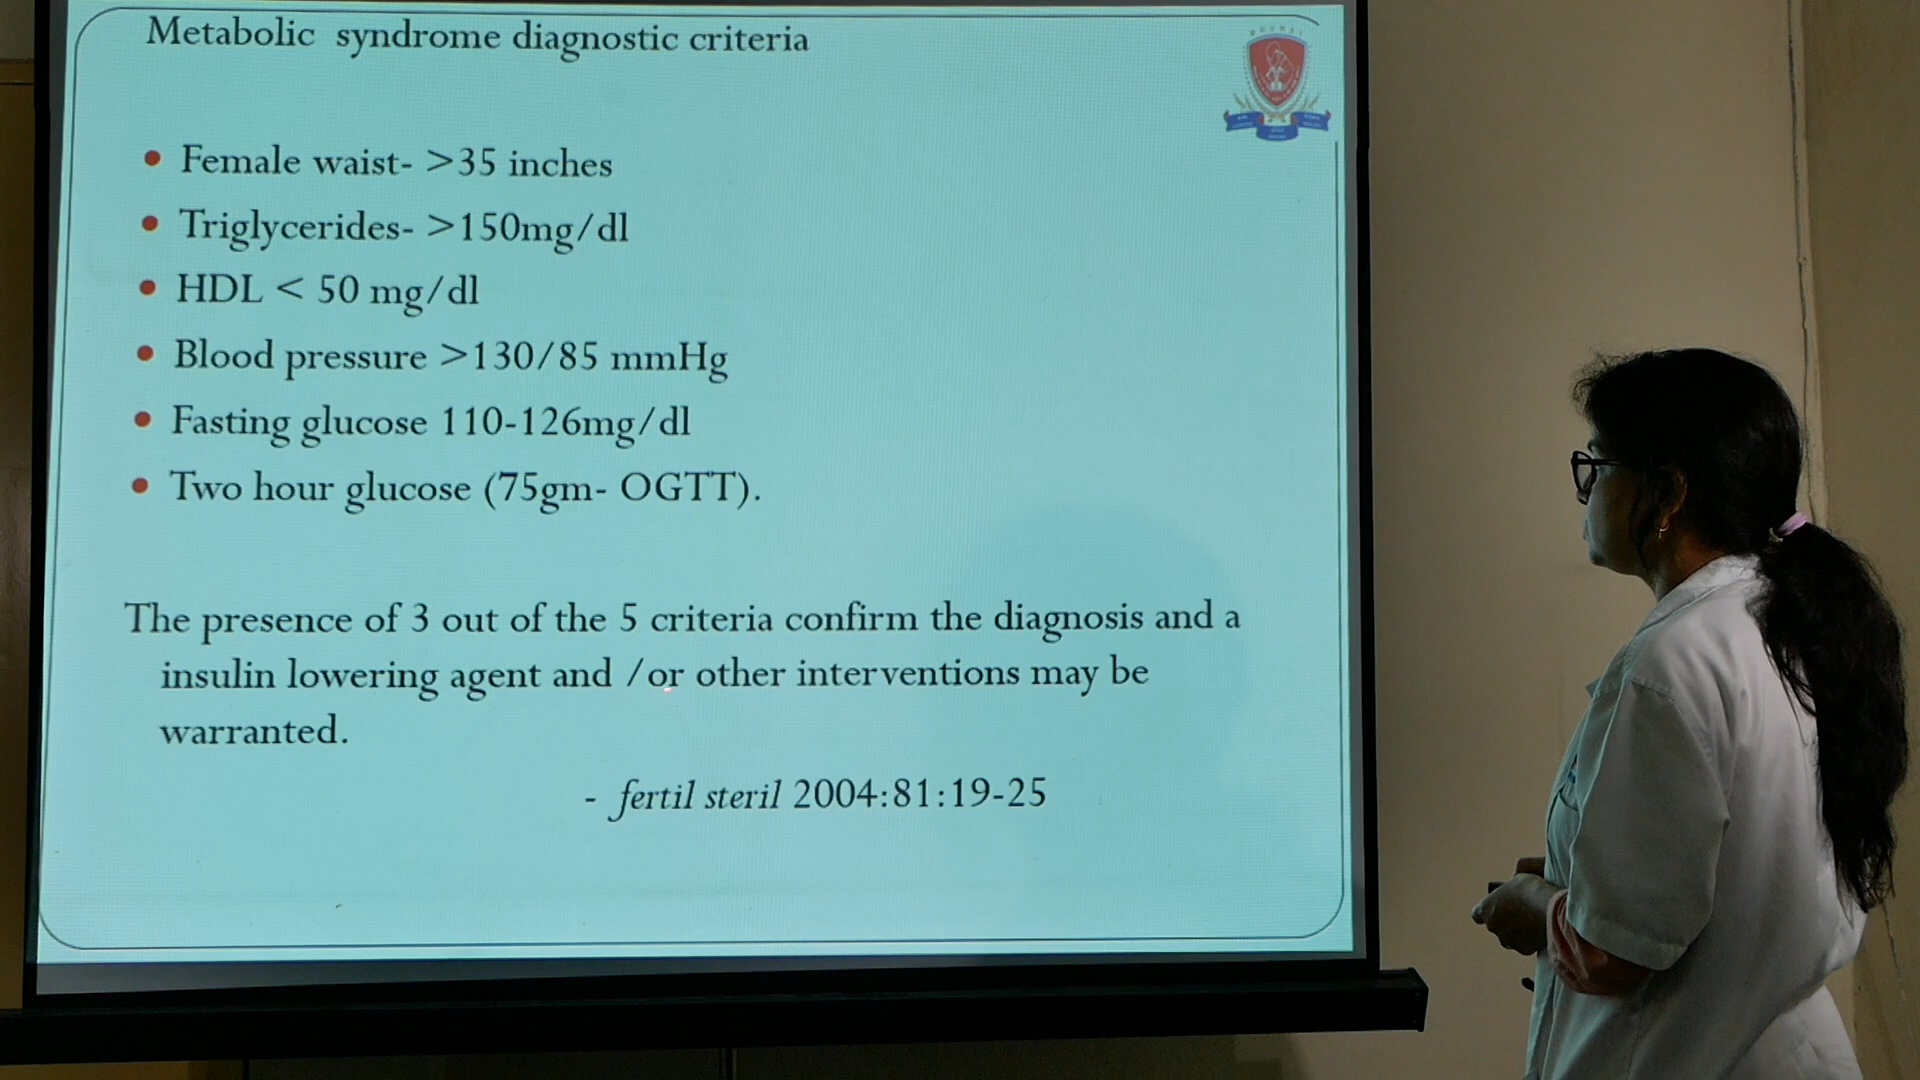 Metabolic syndrome diagnostic criteria
• Female waist- >35 inches
• Triglycerides- >150mg/dl
• HDL < 50 mg/dl
• Blood pressure >130/85 mmHg
• Fasting glucose 110-126mg/dl
• Two hour glucose (75gm- OGTT).
The presence of 3 out of the 5 criteria confirm the diagnosis and a
insulin lowering agent and /or other interventions may be
warranted.
- fertil steril 2004:81:19-25